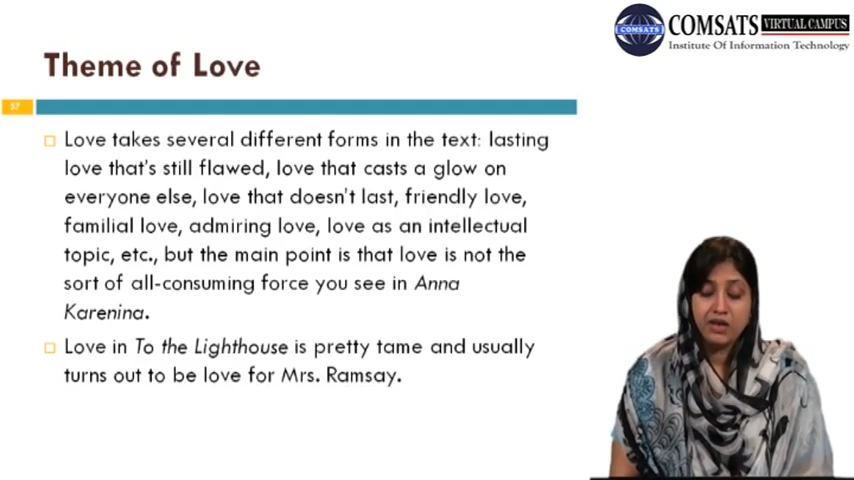 COMSATS
COMSATS VIRTUAL CAMPUS
Institute Of Information Technology
Theme of Love
57
Love takes several different forms in the text: lasting
love that's still flawed, love that casts a glow on
everyone else, love that doesn't last, friendly love,
familial love, admiring love, love as an intellectual
topic, etc., but the main point is that love is not the
sort of all-consuming force you see in Anna
Karenina.
Love in To the Lighthouse is pretty tame and usually
turns out to be love for Mrs. Ramsay.